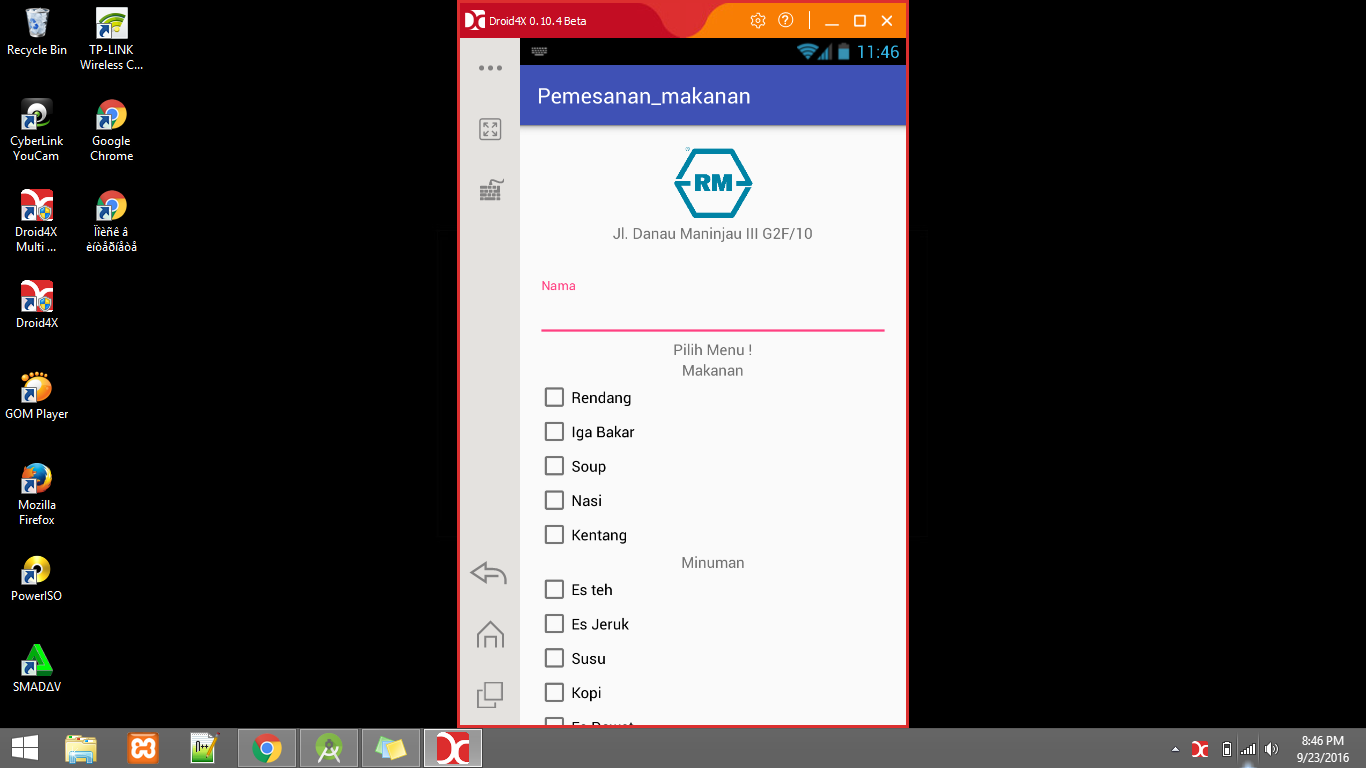 Recycle Bin
TP-LINK
Wireless C...
CyberLink
YouCam
Google
Chrome
Droid4X
Multi ...
Ïîèñê â
èíòåðíåòå
Droid4X
GOM Player
Mozilla
Firefox
PowerISO
SMADΔV
Droid4X 0.10.4 Beta
11:46
Pemesanan_makanan
RM
Jl. Danau Maninjau III G2F/10
Nama
Pilih Menu !
Makanan
Rendang
Iga Bakar
Soup
Nasi
Kentang
Minuman
Es teh
Es Jeruk
Susu
Kopi
8:46 PM
9/23/2016